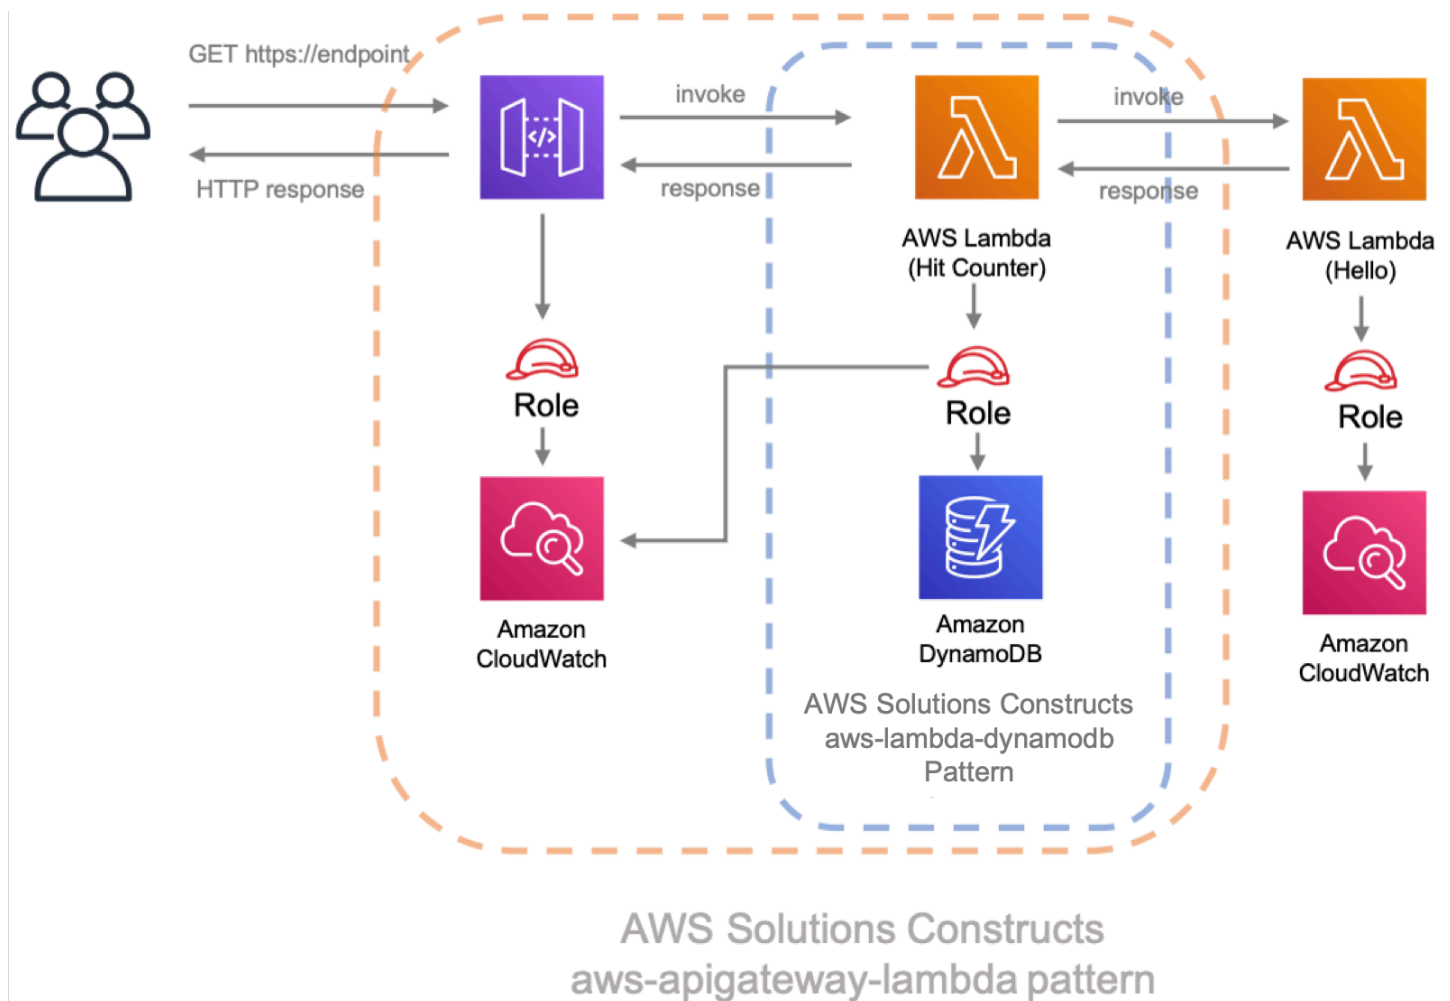 GET https://endpoint
HTTP response
invoke
response
invoke
response
</>
AWS Lambda
(Hit Counter)
AWS Lambda
(Hello)
Role
Role
Role
Amazon
CloudWatch
Amazon
DynamoDB
Amazon
CloudWatch
AWS Solutions Constructs
aws-lambda-dynamodb
Pattern
AWS Solutions Constructs
aws-apigateway-lambda pattern